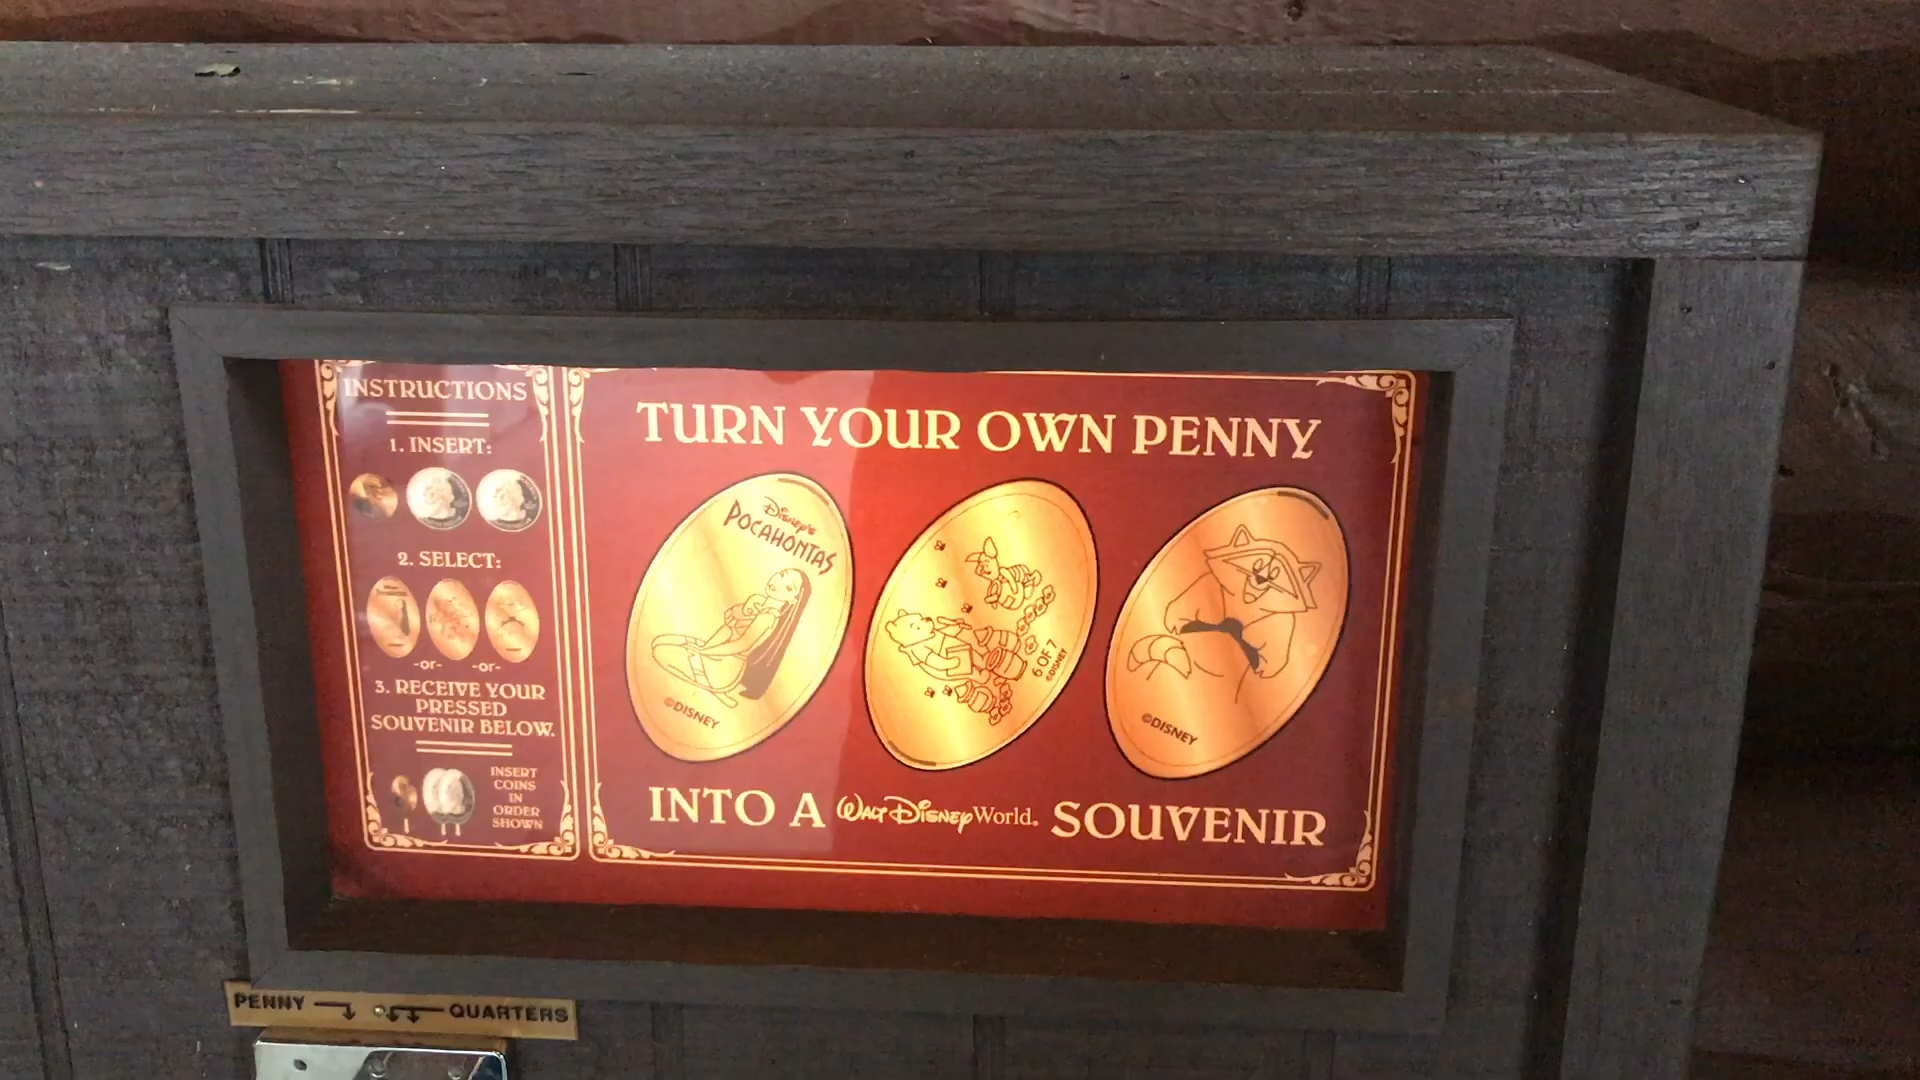 INSTRUCTIONS
1. INSERT:
2. SELECT:
-or- -or-
3. RECEIVE YOUR
PRESSED
SOUVENIR BELOW.
INSERT
COINS
IN
ORDER
SHOWN
TURN YOUR OWN PENNY
Disney's
POCAHONTAS
©DISNEY
6 OF 7
©DISNEY
©DISNEY
INTO A Walt Disney World. SOUVENIR
PENNY QUARTERS